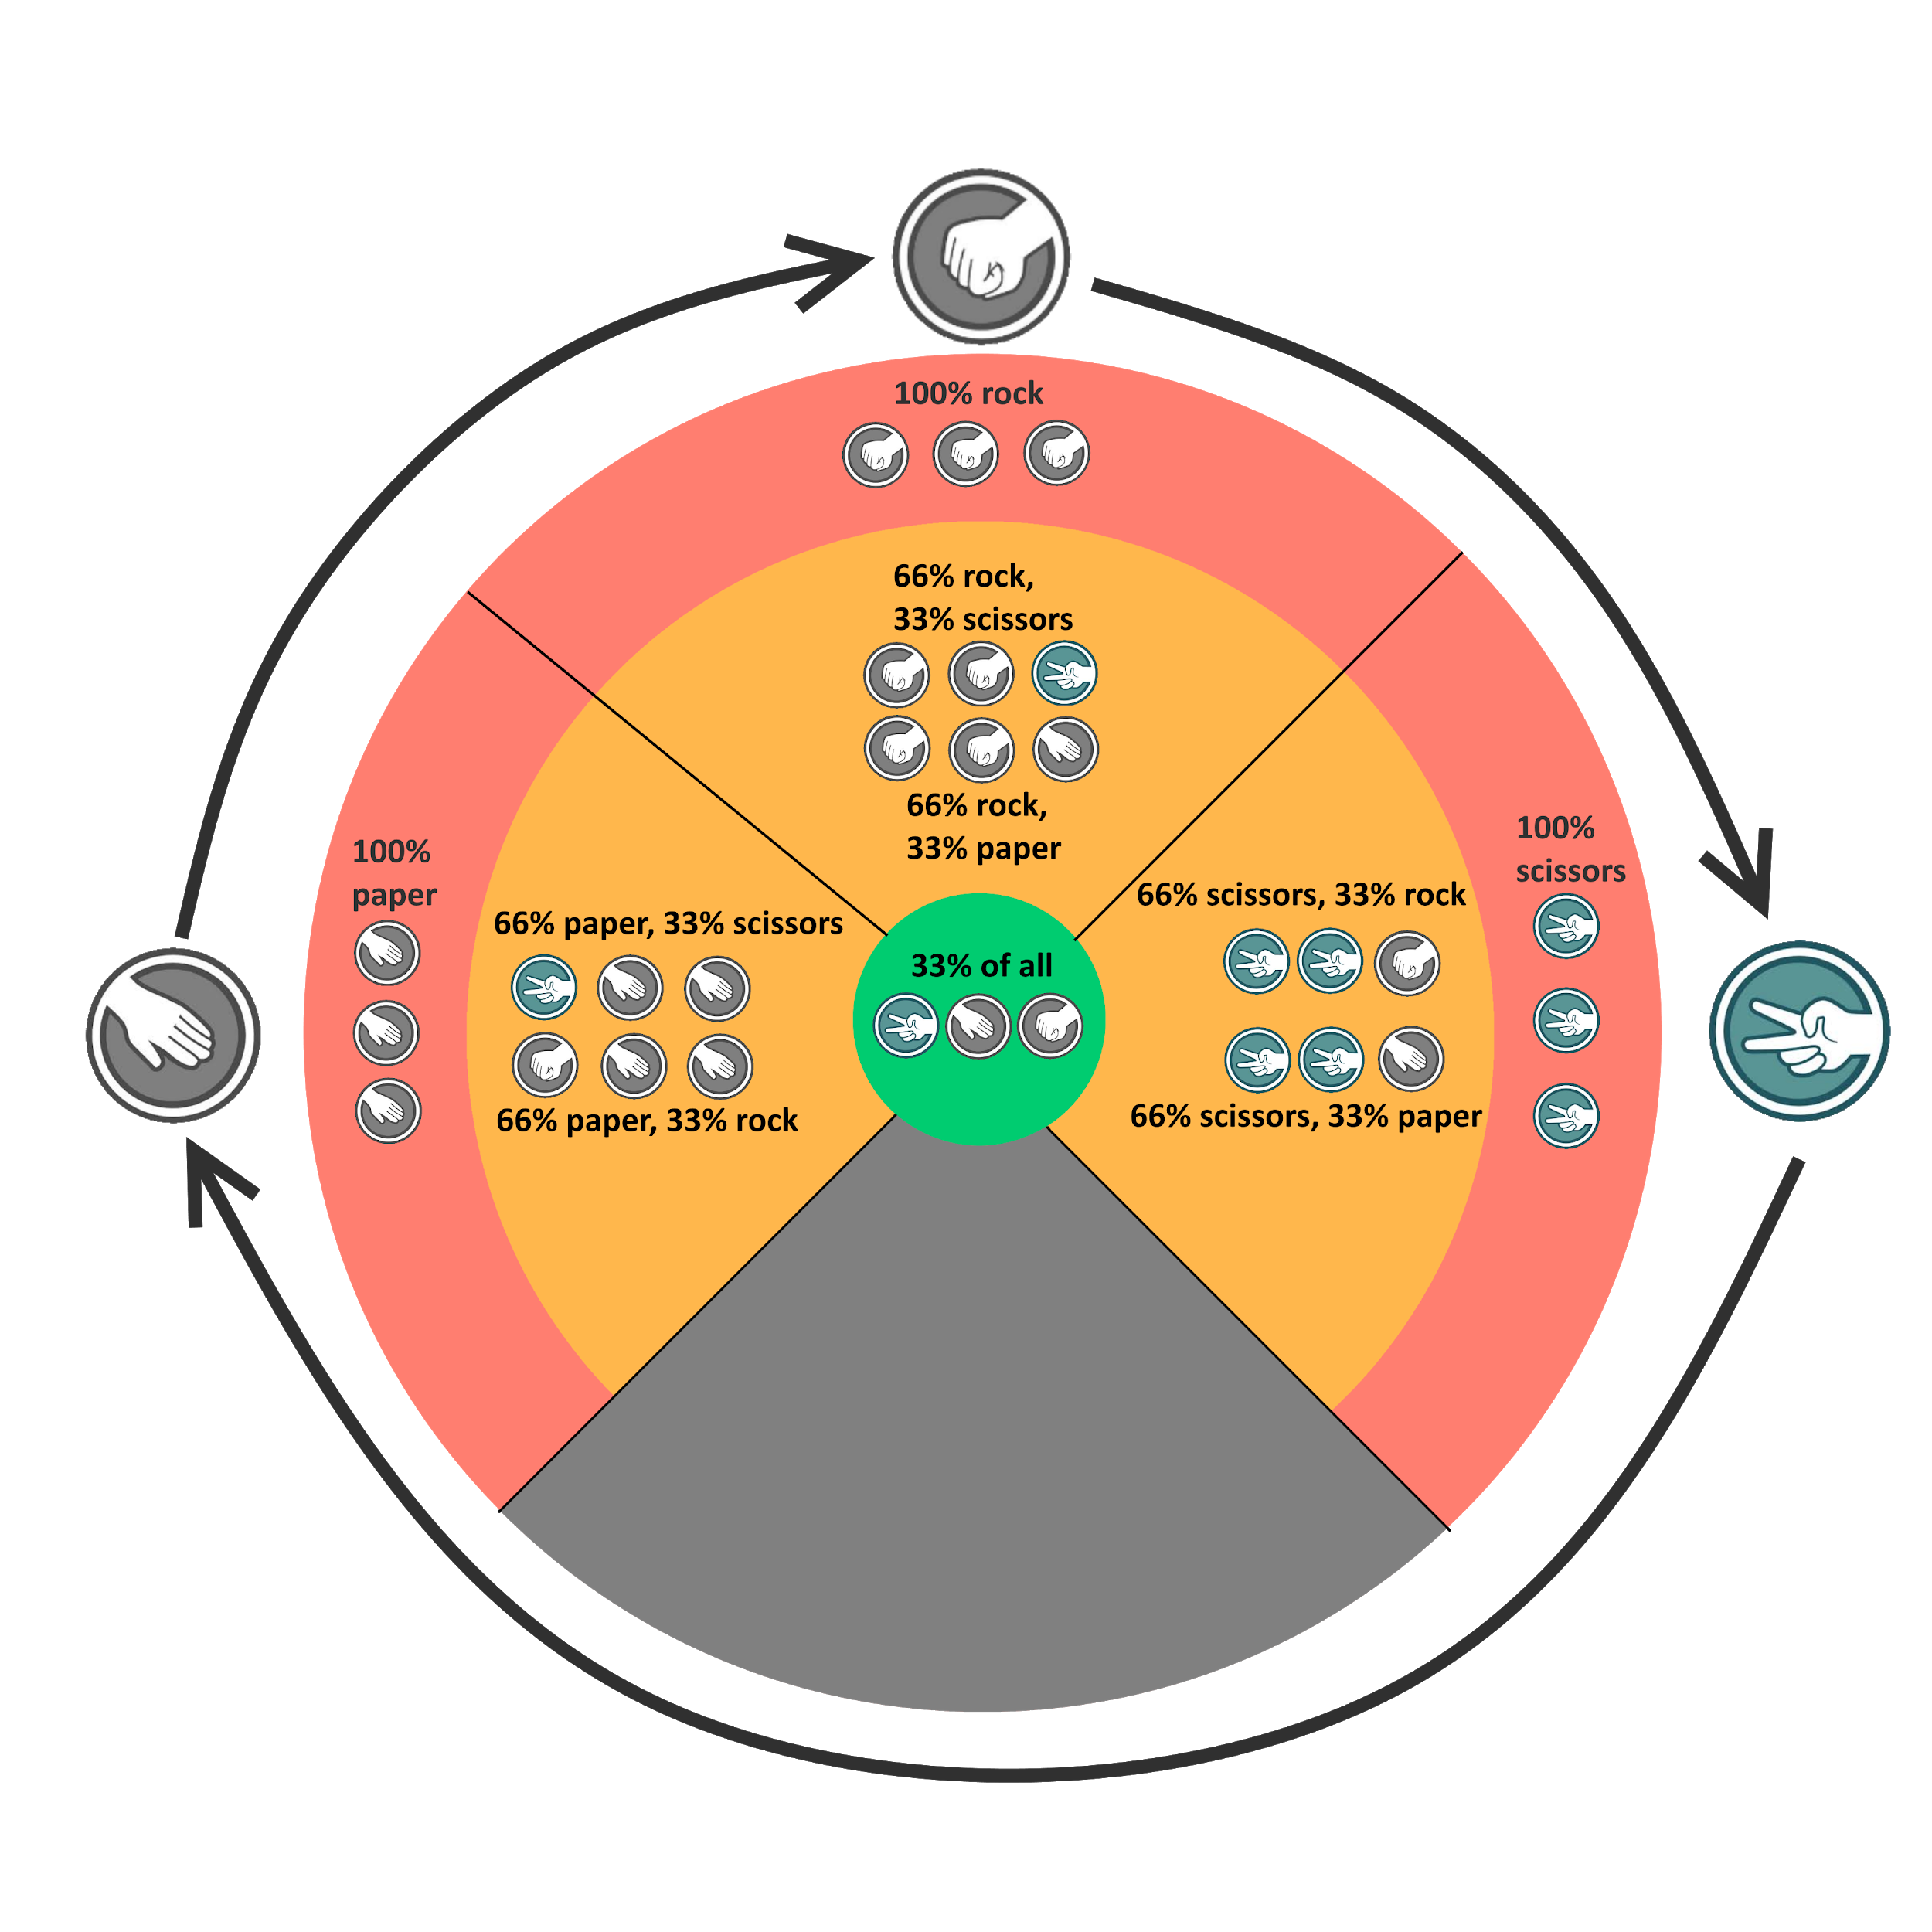 100% rock
66% rock,
33% scissors
66% rock,
33% paper
100%
paper
66% paper, 33% scissors
66% paper, 33% rock
33% of all
66% scissors, 33% rock
66% scissors, 33% paper
100%
scissors